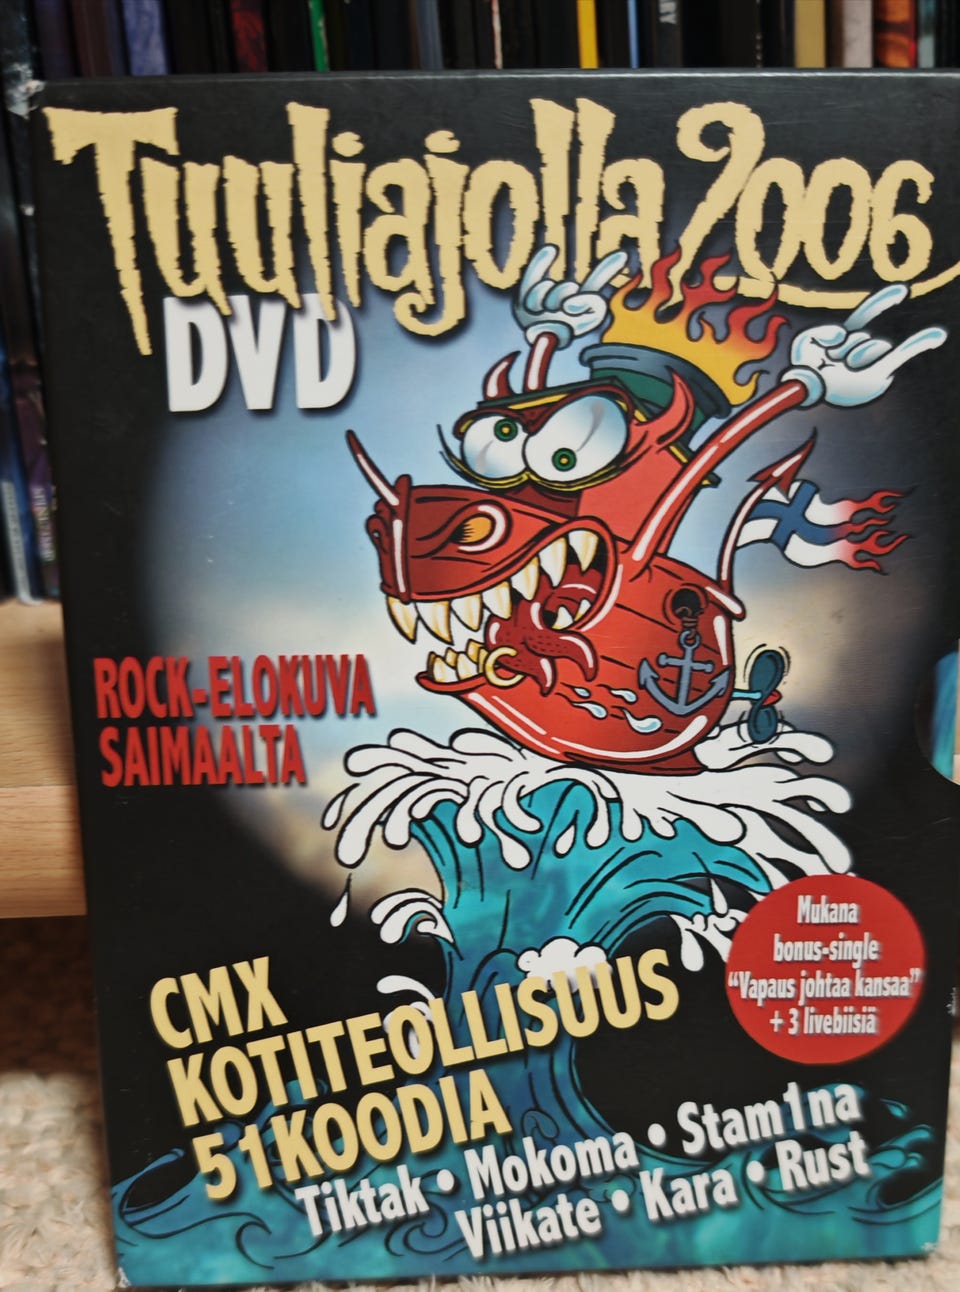 Tuuliajolla 2006
DVD
ROCK-ELOKUVA
SAIMAALTA
Mukana
bonus-single
“Vapaus johtaa kansaa”
+ 3 livebiisiä
CMX
KOTITEOLLISUUS
51KOODIA
Tiktak • Mokoma • Stam1na
Viikate • Kara • Rust